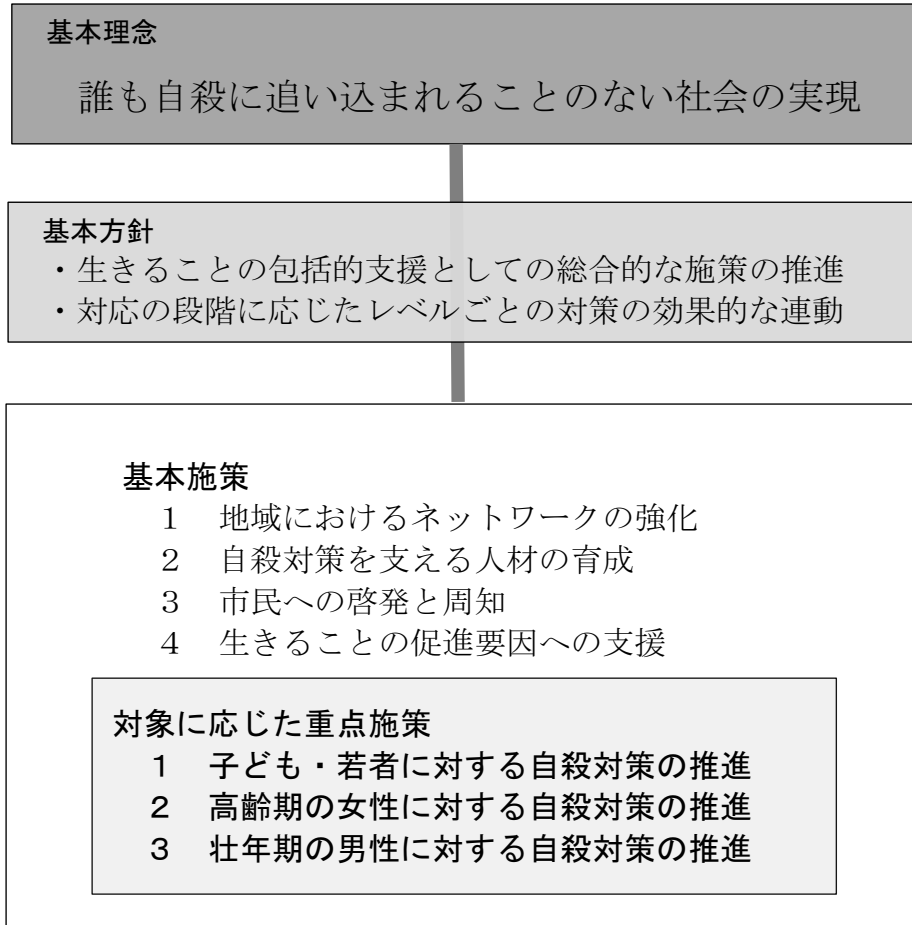 基本理念
誰も自殺に追い込まれることのない社会の実現
基本方針
・生きることの包括的支援としての総合的な施策の推進
・対応の段階に応じたレベルごとの対策の効果的な連動
基本施策
１　地域におけるネットワークの強化
２　自殺対策を支える人材の育成
３　市民への啓発と周知
４　生きることの促進要因への支援
対象に応じた重点施策
１　子ども・若者に対する自殺対策の推進
２　高齢期の女性に対する自殺対策の推進
３　壮年期の男性に対する自殺対策の推進